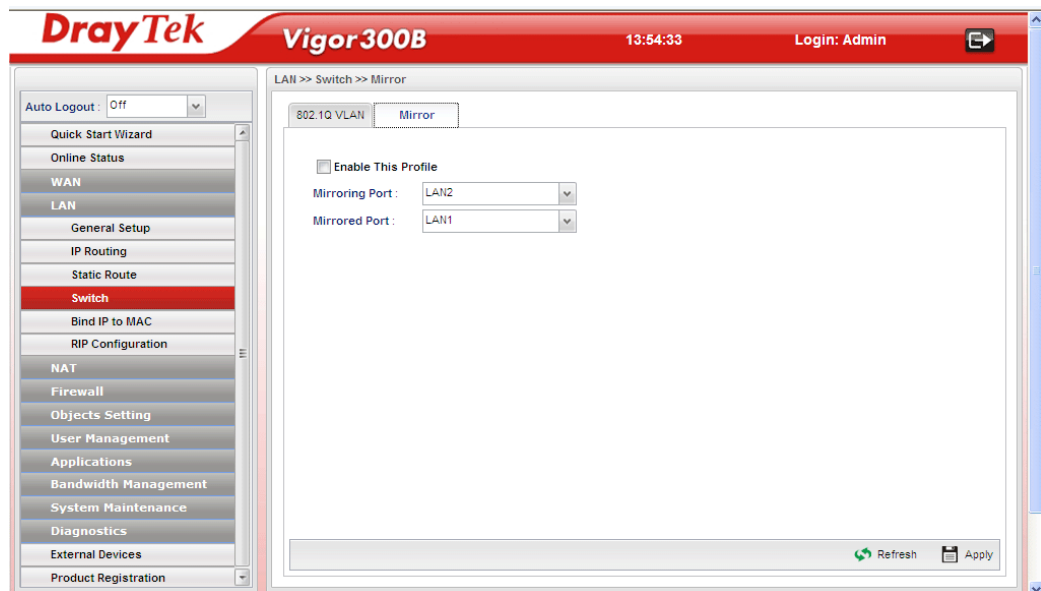 DrayTek
Vigor300B
13:54:33
Login: Admin
Auto Logout : Off
Quick Start Wizard
Online Status
WAN
LAN
General Setup
IP Routing
Static Route
Switch
Bind IP to MAC
RIP Configuration
NAT
Firewall
Objects Setting
User Management
Applications
Bandwidth Management
System Maintenance
Diagnostics
External Devices
Product Registration
LAN >> Switch >> Mirror
802.1Q VLAN
Mirror
Enable This Profile
Mirroring Port : LAN2
Mirrored Port : LAN1
Refresh
Apply